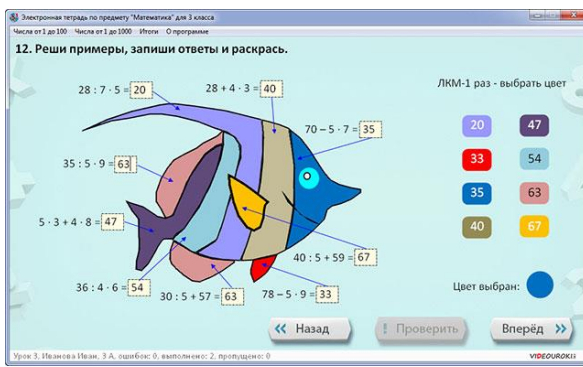 Электронная тетрадь по предмету "Математика" для 3 класса
Числа от 1 до 100 Числа от 1 до 1000 Итоги О программе
12. Реши примеры, запиши ответы и раскрась.
28 : 7 · 5 = 20
28 + 4 · 3 = 40
ЛКМ-1 раз - выбрать цвет
70 – 5 · 7 = 35
20 47
35 : 5 · 9 = 63
33 54
35 63
5 · 3 + 4 · 8 = 47
40 67
40 : 5 + 59 = 67
36 : 4 · 6 = 54
30 : 5 + 57 = 63
78 – 5 · 9 = 33
Цвет выбран:
Назад
! Проверить
Вперёд
Урок 3, Иванова Иван, 3 А, ошибок: 0, выполнено: 2, пропущено: 0
VIDEOUROKI